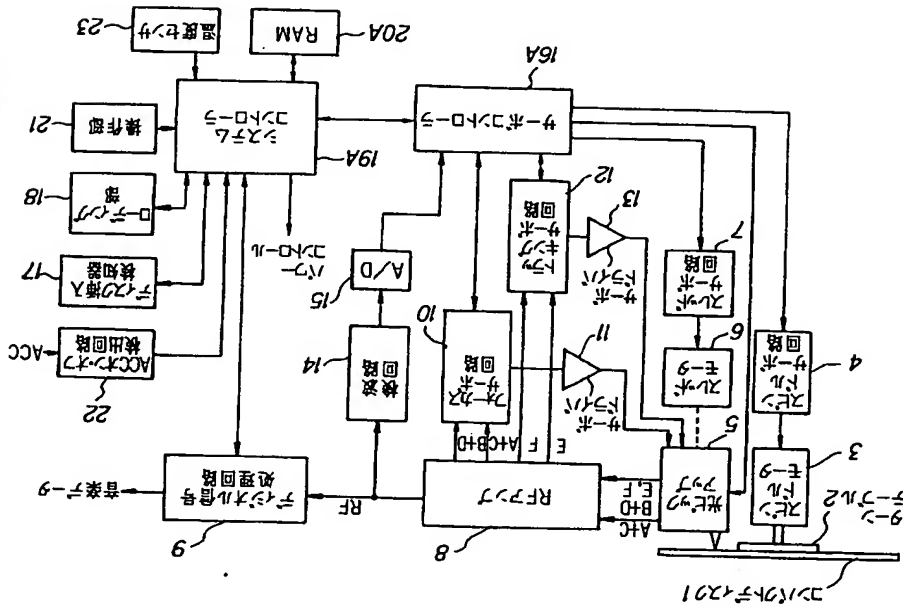 コンパクトディスク1
ターン
テーブル2
3
スピン
ドル
モータ
光ピック
アップ
5
A+C
B+D
E,F
8
RFアンプ
RF
9
ディジタル信号
処理回路
音楽データ
4
スピンドル
サーボ
回路
6
スレッド
モータ
7
スレッド
サーボ
回路
E
F
A+C
B+D
サーボ
ドライバ
11
サーボ
ドライバ
13
10
フォーカス
サーボ
回路
12
トラッ
キング
サーボ
回路
14
検波
回路
15
A/D
22
ACCオン・オフ
検出回路
ACC
17
ディスク挿入
検知器
18
ローディング
部
21
操作部
パワー
コントロール
16A
サーボコントローラ
19A
システム
コントロー
ラ
20A
RAM
23
温度センサ